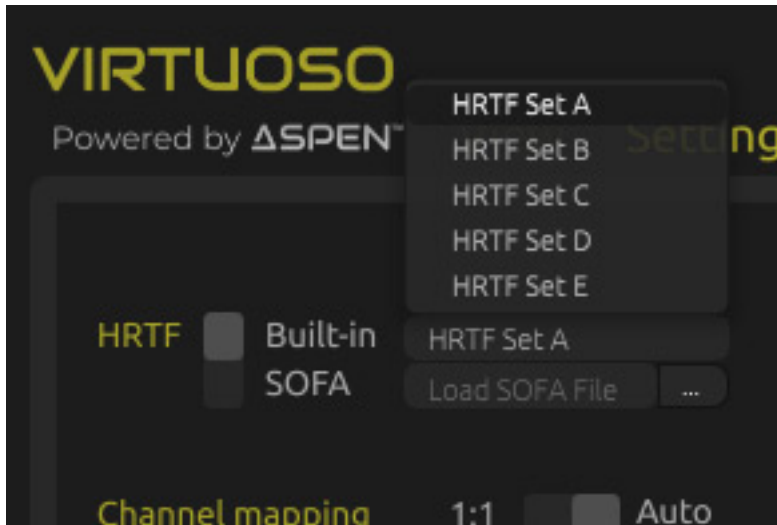 VIRTUOSO
Powered by ASPEN™
HRTF Set A
HRTF Set B
HRTF Set C
HRTF Set D
HRTF Set E
HRTF Built-in HRTF Set A
SOFA Load SOFA File ...
Channel mapping 1:1 Auto